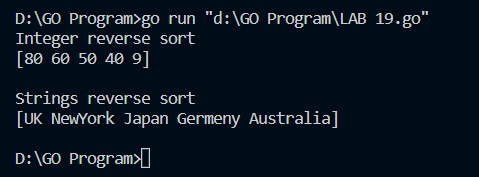 D:\GO Program>go run "d:\GO Program\LAB 19.go"
Integer reverse sort
[80 60 50 40 9]
Strings reverse sort
[UK NewYork Japan Germeny Australia]
D:\GO Program>